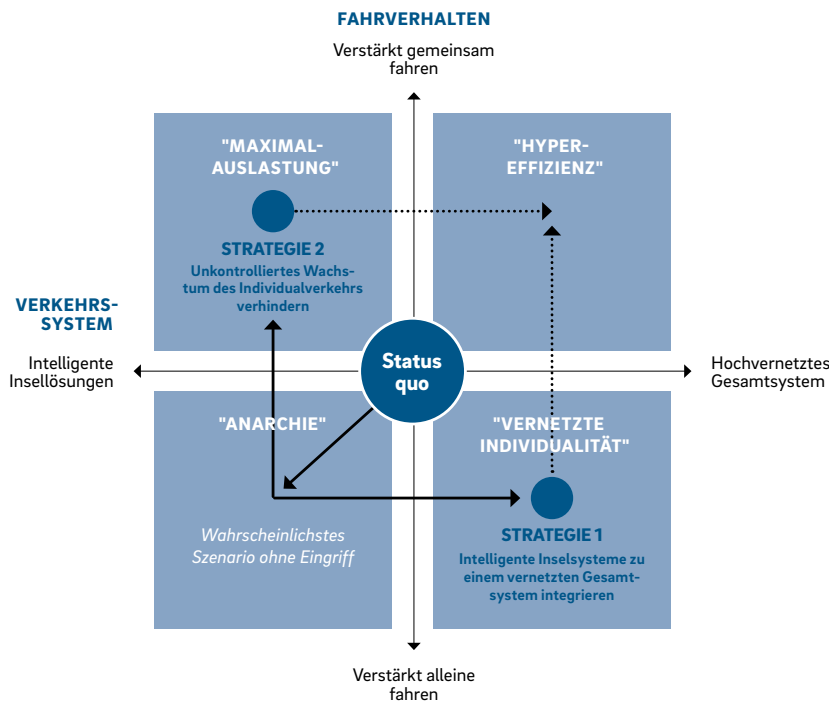 FAHRVERHALTEN
Verstärkt gemeinsam
fahren
"MAXIMAL-
AUSLASTUNG"
"HYPER-
EFFIZIENZ"
STRATEGIE 2
Unkontrolliertes Wachs-
tum des Individualverkehrs
verhindern
VERKEHRS-
SYSTEM
Intelligente
Insellösungen
Status
quo
Hochvernetztes
Gesamtsystem
"ANARCHIE"
"VERNETZTE
INDIVIDUALITÄT"
Wahrscheinlichstes
Szenario ohne Eingriff
STRATEGIE 1
Intelligente Inselsysteme zu
einem vernetzten Gesamt-
system integrieren
Verstärkt alleine
fahren